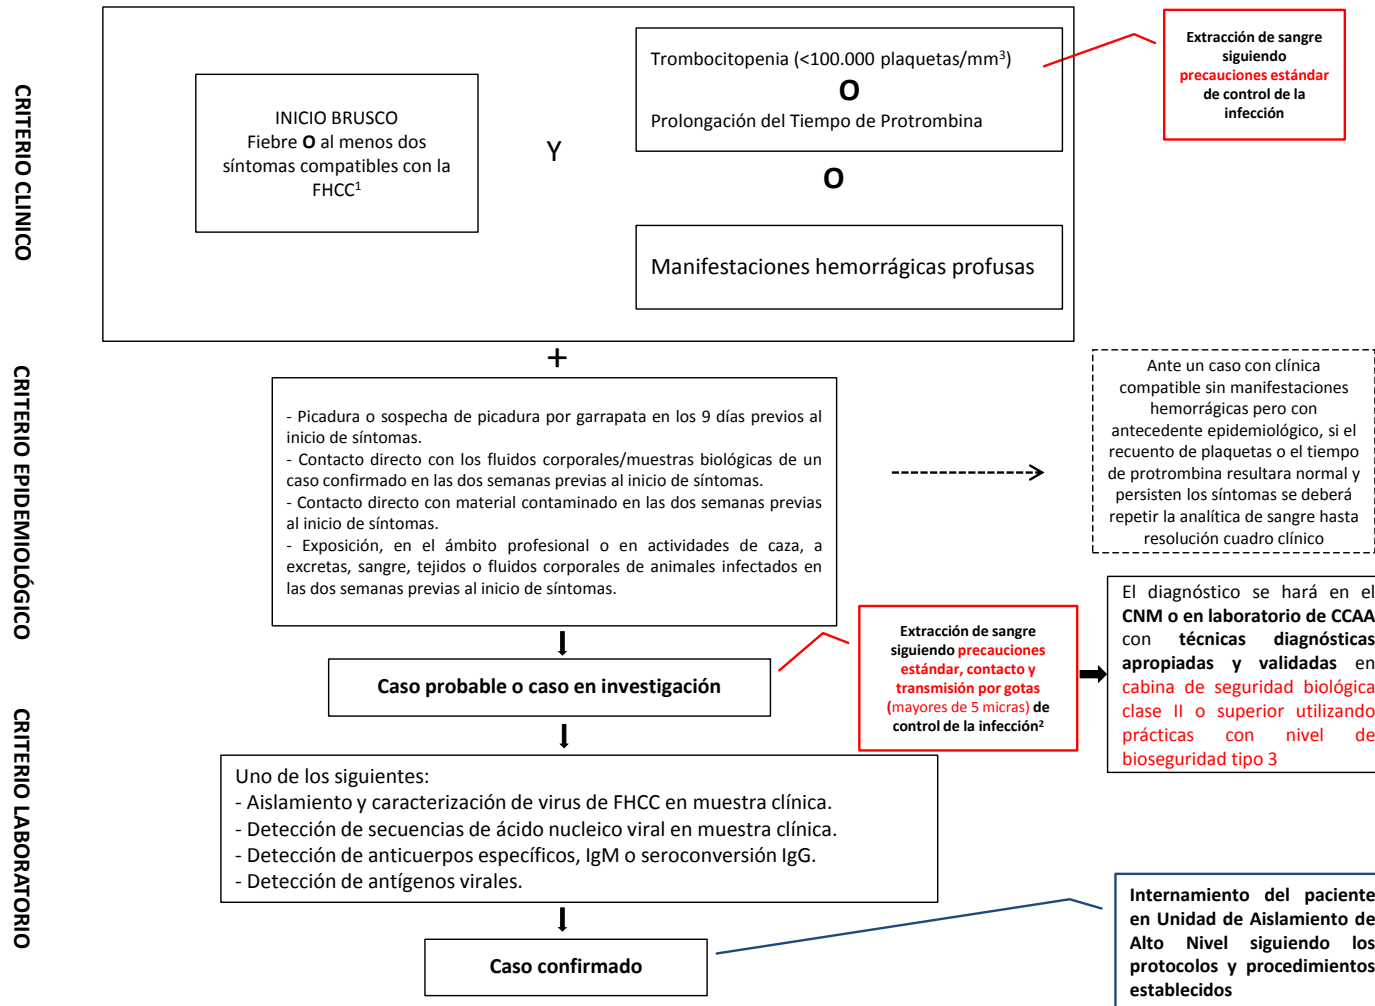 CRITERIO CLINICO
INICIO BRUSCO
Fiebre O al menos dos
síntomas compatibles con la
FHCC¹
Y
Trombocitopenia (<100.000 plaquetas/mm³)
O
Prolongación del Tiempo de Protrombina
O
Manifestaciones hemorrágicas profusas
Extracción de sangre
siguiendo
precauciones estándar
de control de la
infección
+
CRITERIO EPIDEMIOLÓGICO
- Picadura o sospecha de picadura por garrapata en los 9 días previos al
inicio de síntomas.
- Contacto directo con los fluidos corporales/muestras biológicas de un
caso confirmado en las dos semanas previas al inicio de síntomas.
- Contacto directo con material contaminado en las dos semanas previas
al inicio de síntomas.
- Exposición, en el ámbito profesional o en actividades de caza, a
excretas, sangre, tejidos o fluidos corporales de animales infectados en
las dos semanas previas al inicio de síntomas.
Ante un caso con clínica
compatible sin manifestaciones
hemorrágicas pero con
antecedente epidemiológico, si el
recuento de plaquetas o el tiempo
de protrombina resultara normal y
persisten los síntomas se deberá
repetir la analítica de sangre hasta
resolución cuadro clínico
Caso probable o caso en investigación
Extracción de sangre
siguiendo precauciones
estándar, contacto y
transmisión por gotas
(mayores de 5 micras) de
control de la infección²
El diagnóstico se hará en el
CNM o en laboratorio de CCAA
con técnicas diagnósticas
apropiadas y validadas en
cabina de seguridad biológica
clase II o superior utilizando
prácticas con nivel de
bioseguridad tipo 3
CRITERIO LABORATORIO
Uno de los siguientes:
- Aislamiento y caracterización de virus de FHCC en muestra clínica.
- Detección de secuencias de ácido nucleico viral en muestra clínica.
- Detección de anticuerpos específicos, IgM o seroconversión IgG.
- Detección de antígenos virales.
Caso confirmado
Internamiento del paciente
en Unidad de Aislamiento de
Alto Nivel siguiendo los
protocolos y procedimientos
establecidos